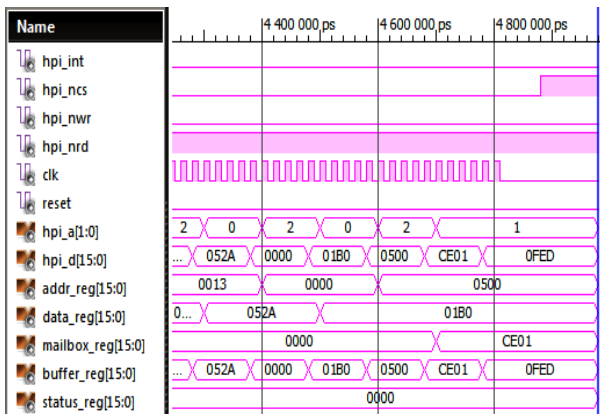 Name 4 400 000 ps 4 600 000 ps 4 800 000 ps
hpi_int
hpi_ncs
hpi_nwr
hpi_nrd
clk
reset
hpi_a[1:0] 2 0 2 0 2 1
hpi_d[15:0] ... 052A 0000 01B0 0500 CE01 0FED
addr_reg[15:0] 0013 0000 0500
data_reg[15:0] 0... 052A 01B0
mailbox_reg[15:0] 0000 CE01
buffer_reg[15:0] ... 052A 0000 01B0 0500 CE01 0FED
status_reg[15:0] 0000